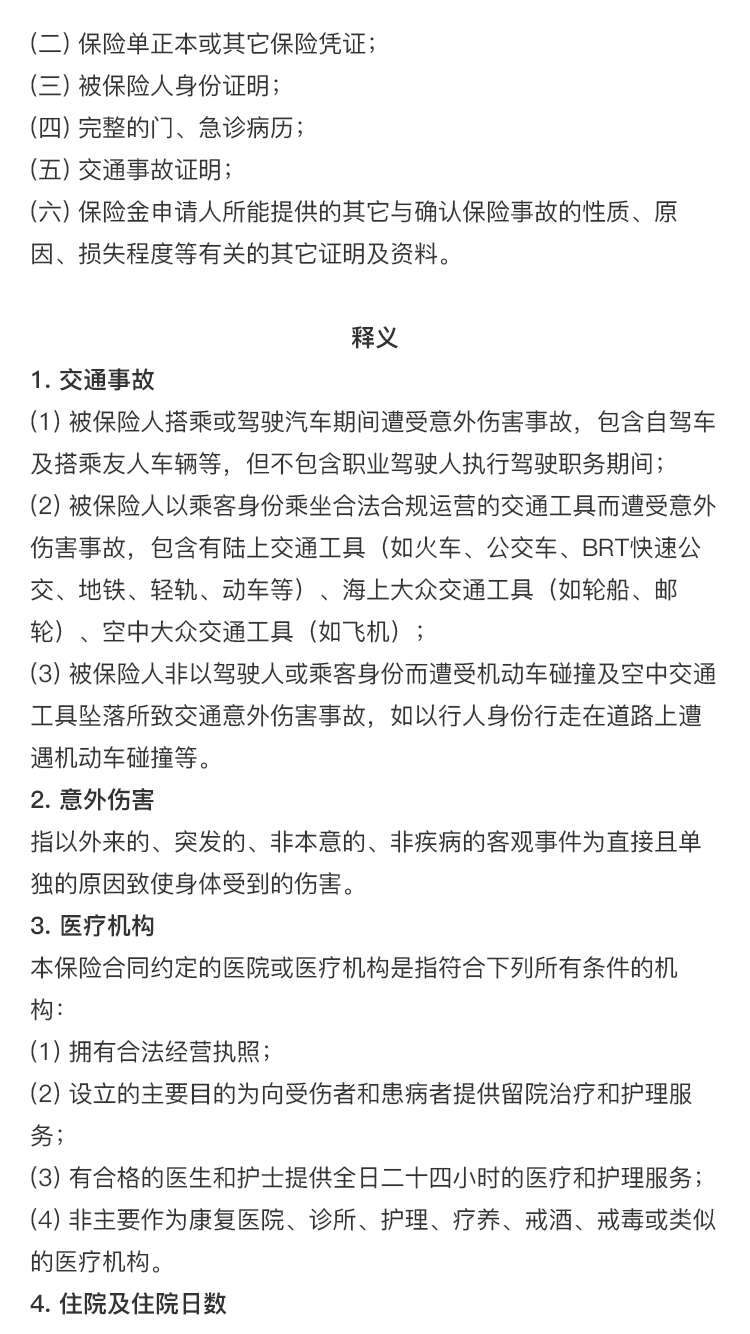 (二) 保险单正本或其它保险凭证；
(三) 被保险人身份证明；
(四) 完整的门、急诊病历；
(五) 交通事故证明；
(六) 保险金申请人所能提供的其它与确认保险事故的性质、原
因、损失程度等有关的其它证明及资料。
释义
1. 交通事故
(1) 被保险人搭乘或驾驶汽车期间遭受意外伤害事故，包含自驾车
及搭乘友人车辆等，但不包含职业驾驶人执行驾驶职务期间；
(2) 被保险人以乘客身份乘坐合法合规运营的交通工具而遭受意外
伤害事故，包含有陆上交通工具（如火车、公交车、BRT快速公
交、地铁、轻轨、动车等）、海上大众交通工具（如轮船、邮
轮）、空中大众交通工具（如飞机）；
(3) 被保险人非以驾驶人或乘客身份而遭受机动车碰撞及空中交通
工具坠落所致交通意外伤害事故，如以行人身份行走在道路上遭
遇机动车碰撞等。
2. 意外伤害
指以外来的、突发的、非本意的、非疾病的客观事件为直接且单
独的原因致使身体受到的伤害。
3. 医疗机构
本保险合同约定的医院或医疗机构是指符合下列所有条件的机
构：
(1) 拥有合法经营执照；
(2) 设立的主要目的为向受伤者和患病者提供留院治疗和护理服
务；
(3) 有合格的医生和护士提供全日二十四小时的医疗和护理服务；
(4) 非主要作为康复医院、诊所、护理、疗养、戒酒、戒毒或类似
的医疗机构。
4. 住院及住院日数